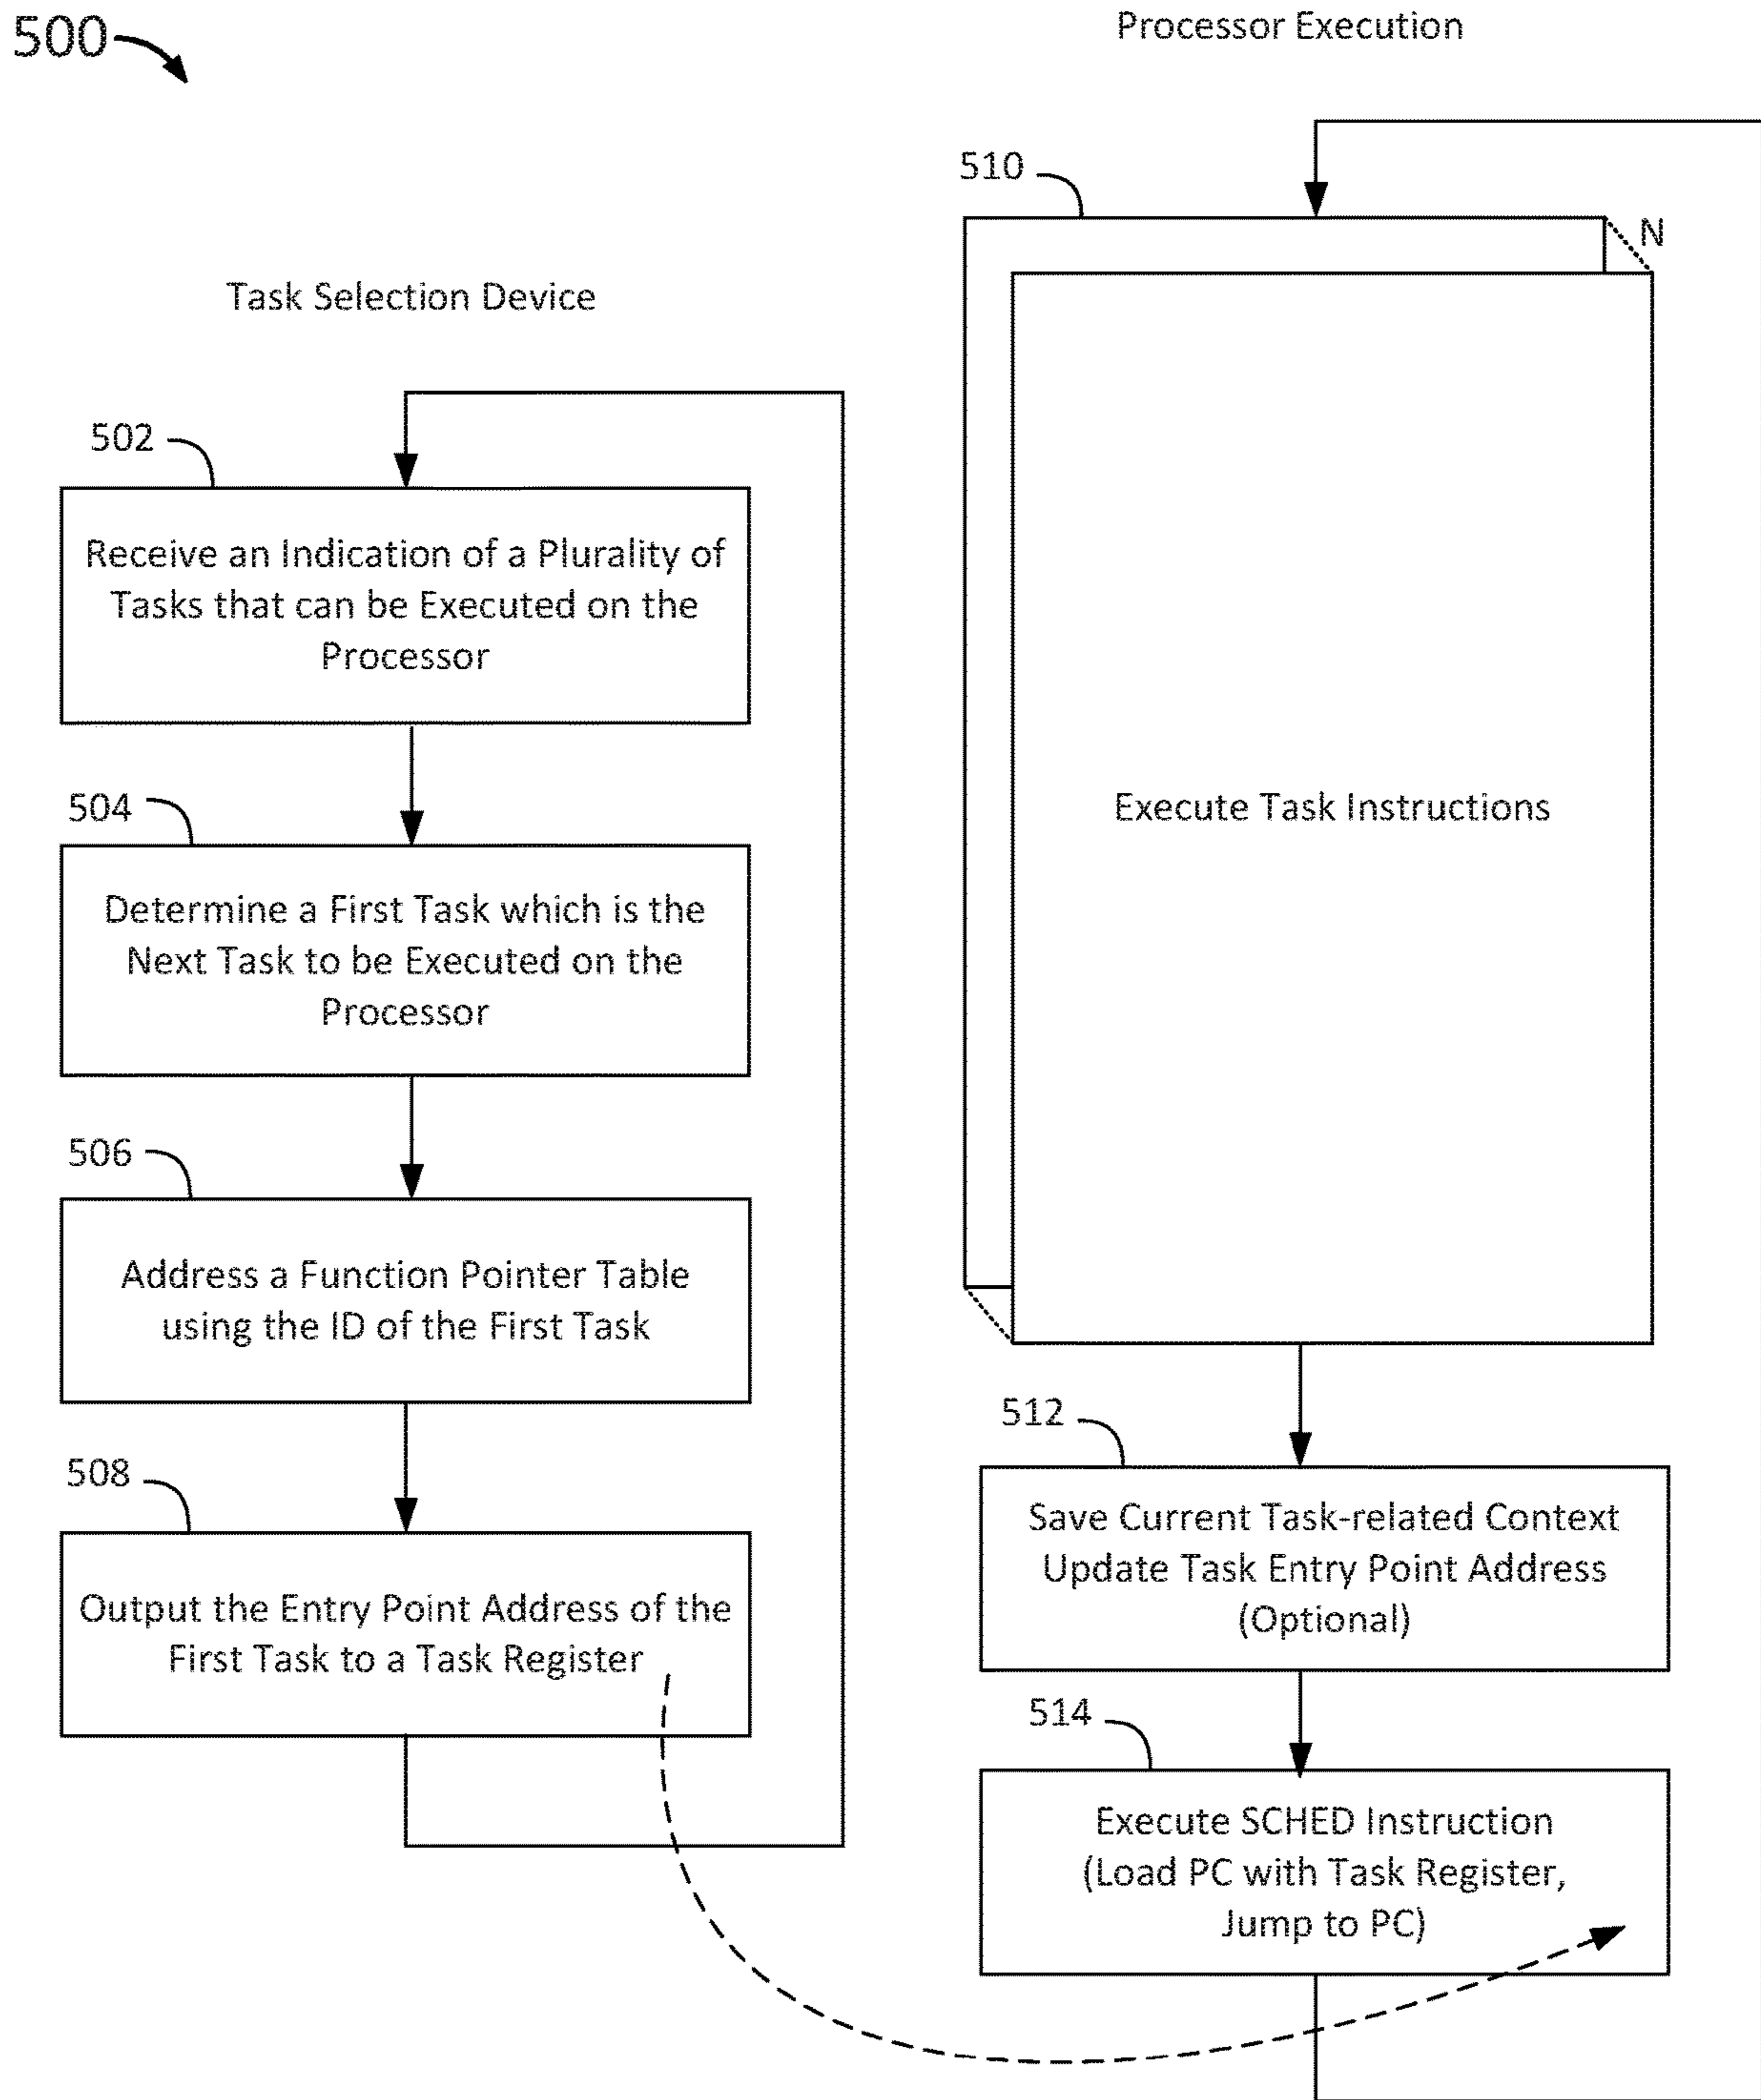 500
Processor Execution
510
N
Task Selection Device
502
Receive an Indication of a Plurality of
Tasks that can be Executed on the
Processor
504
Determine a First Task which is the
Next Task to be Executed on the
Processor
Execute Task Instructions
506
Address a Function Pointer Table
using the ID of the First Task
508
Output the Entry Point Address of the
First Task to a Task Register
512
Save Current Task-related Context
Update Task Entry Point Address
(Optional)
514
Execute SCHED Instruction
(Load PC with Task Register,
Jump to PC)